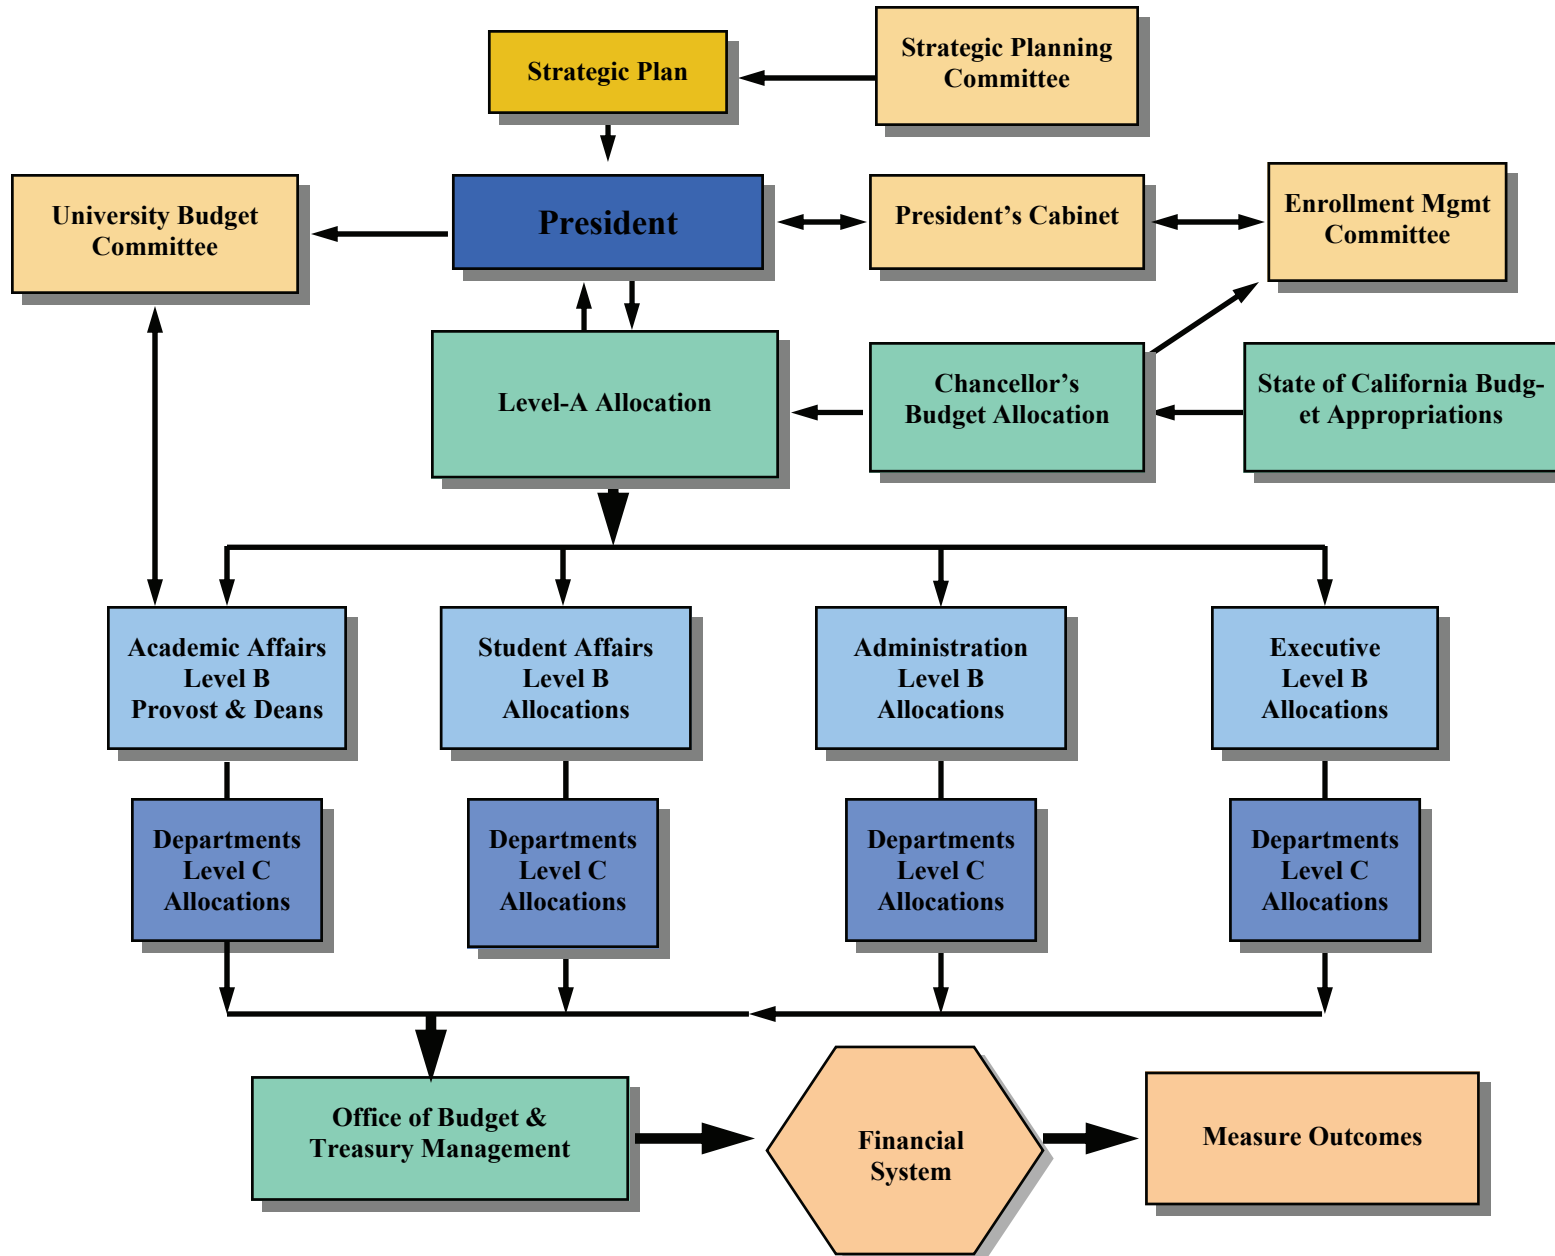 Strategic Plan
Strategic Planning
Committee
University Budget
Committee
President
President’s Cabinet
Enrollment Mgmt
Committee
Level-A Allocation
Chancellor’s
Budget Allocation
State of California Budg-
et Appropriations
Academic Affairs
Level B
Provost & Deans
Student Affairs
Level B
Allocations
Administration
Level B
Allocations
Executive
Level B
Allocations
Departments
Level C
Allocations
Departments
Level C
Allocations
Departments
Level C
Allocations
Departments
Level C
Allocations
Office of Budget &
Treasury Management
Financial
System
Measure Outcomes